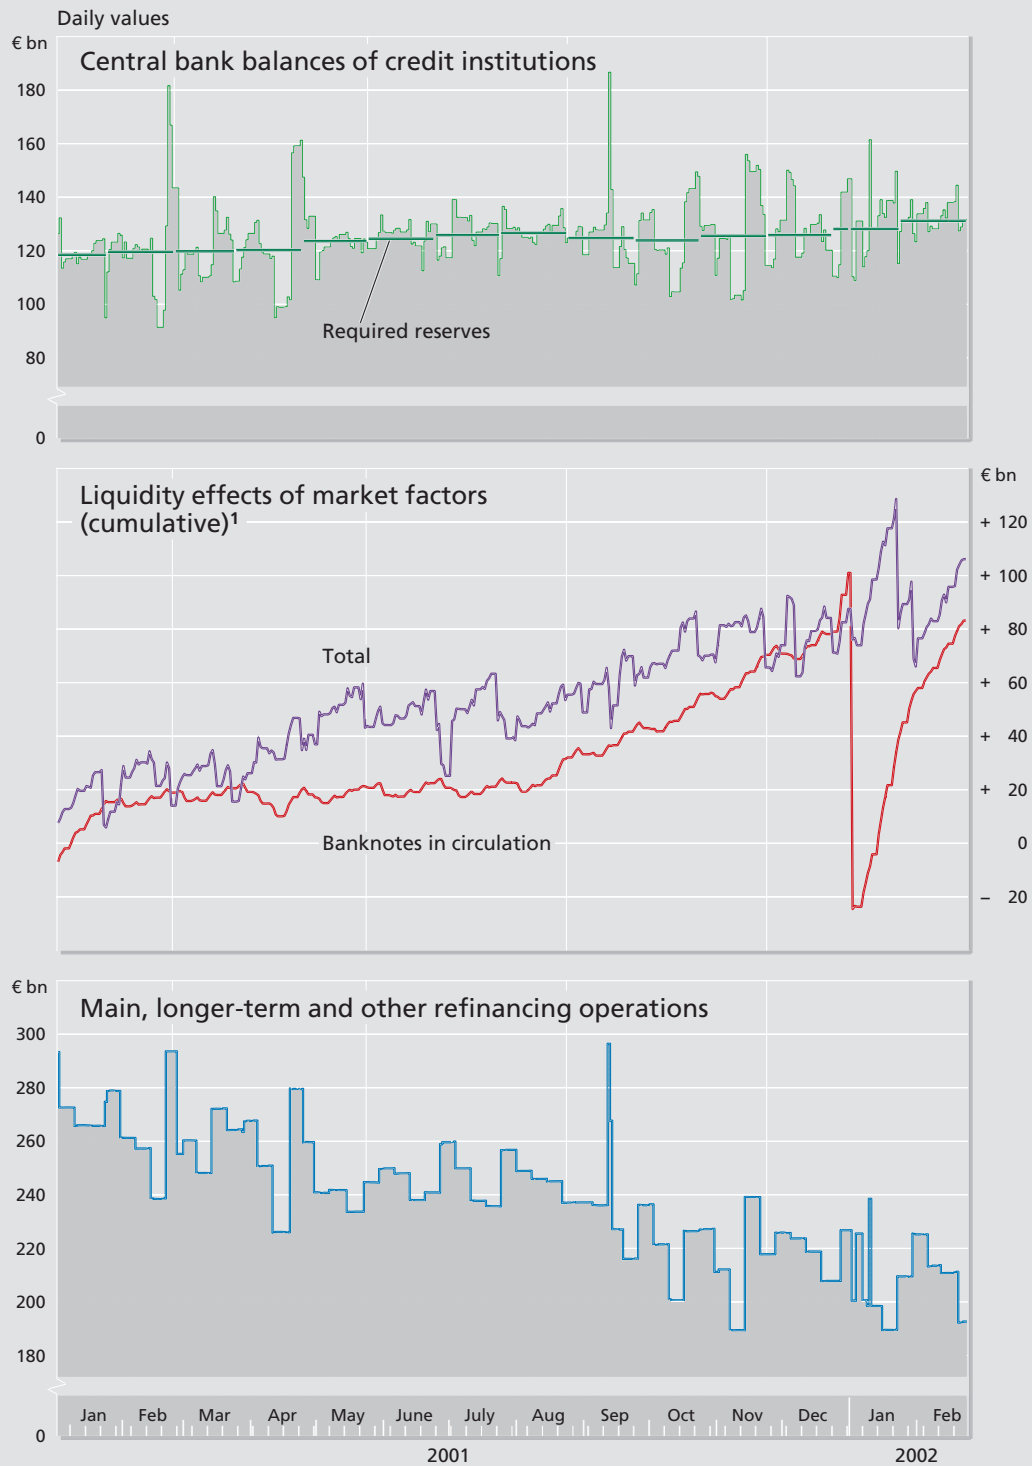 Daily values
€ bn
Central bank balances of credit institutions
180
160
140
120
100
Required reserves
80
0
€ bn
Liquidity effects of market factors
(cumulative)¹
+ 120
+ 100
+ 80
Total
+ 60
+ 40
+ 20
Banknotes in circulation
0
– 20
€ bn
Main, longer-term and other refinancing operations
300
280
260
240
220
200
180
Jan Feb Mar Apr May June July Aug Sep Oct Nov Dec Jan Feb
0
2001 2002